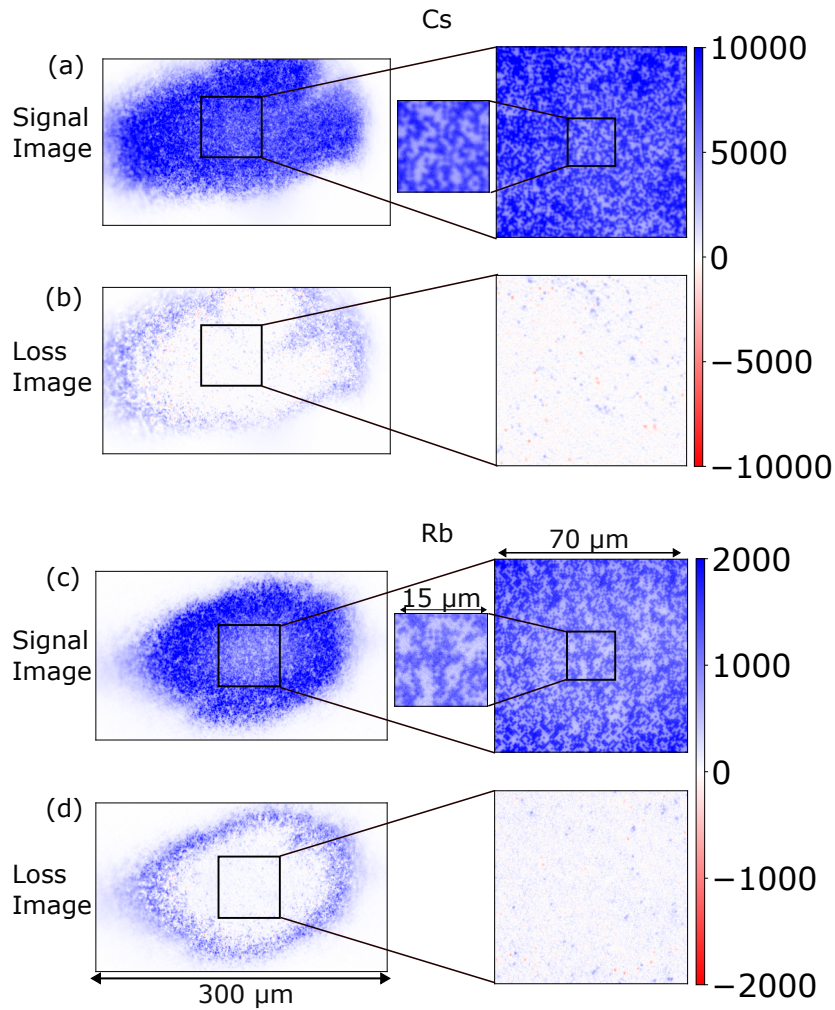 Cs
(a)
Signal
Image
10000
5000
0
−5000
−10000
(b)
Loss
Image
Rb
70 μm
(c)
Signal
Image
15 μm
2000
1000
0
−1000
−2000
(d)
Loss
Image
300 μm